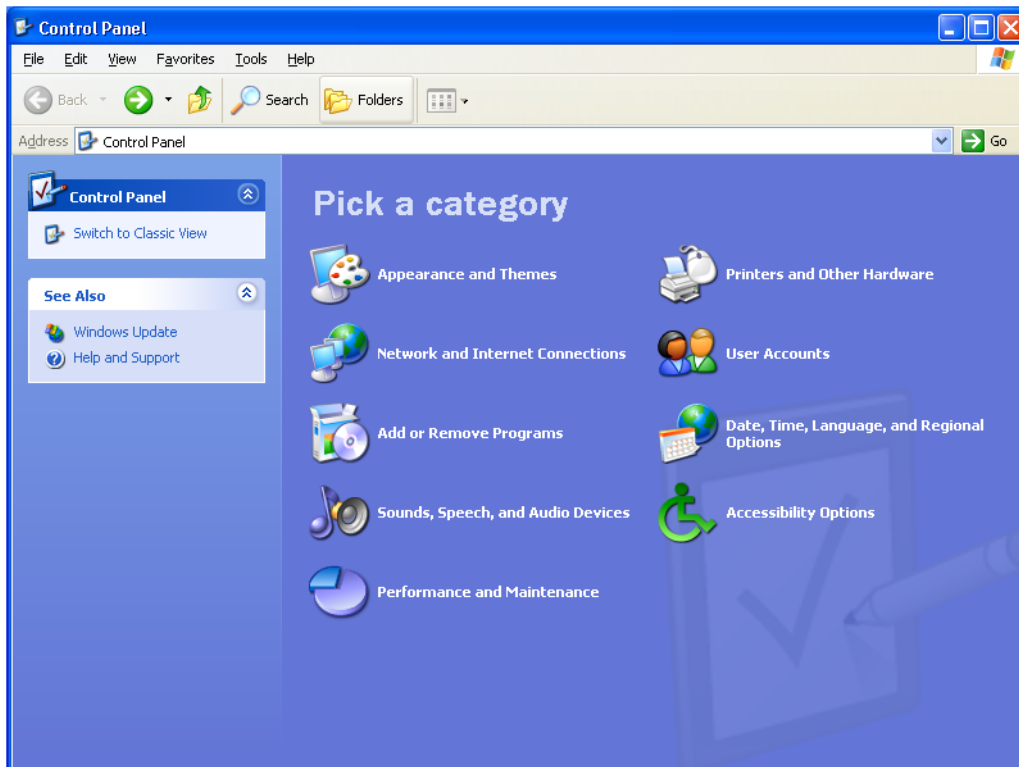 Control Panel
File Edit View Favorites Tools Help
Back Search Folders
Address Control Panel Go
Control Panel
Switch to Classic View
See Also
Windows Update
Help and Support
Pick a category
Appearance and Themes
Printers and Other Hardware
Network and Internet Connections
User Accounts
Add or Remove Programs
Date, Time, Language, and Regional
Options
Sounds, Speech, and Audio Devices
Accessibility Options
Performance and Maintenance